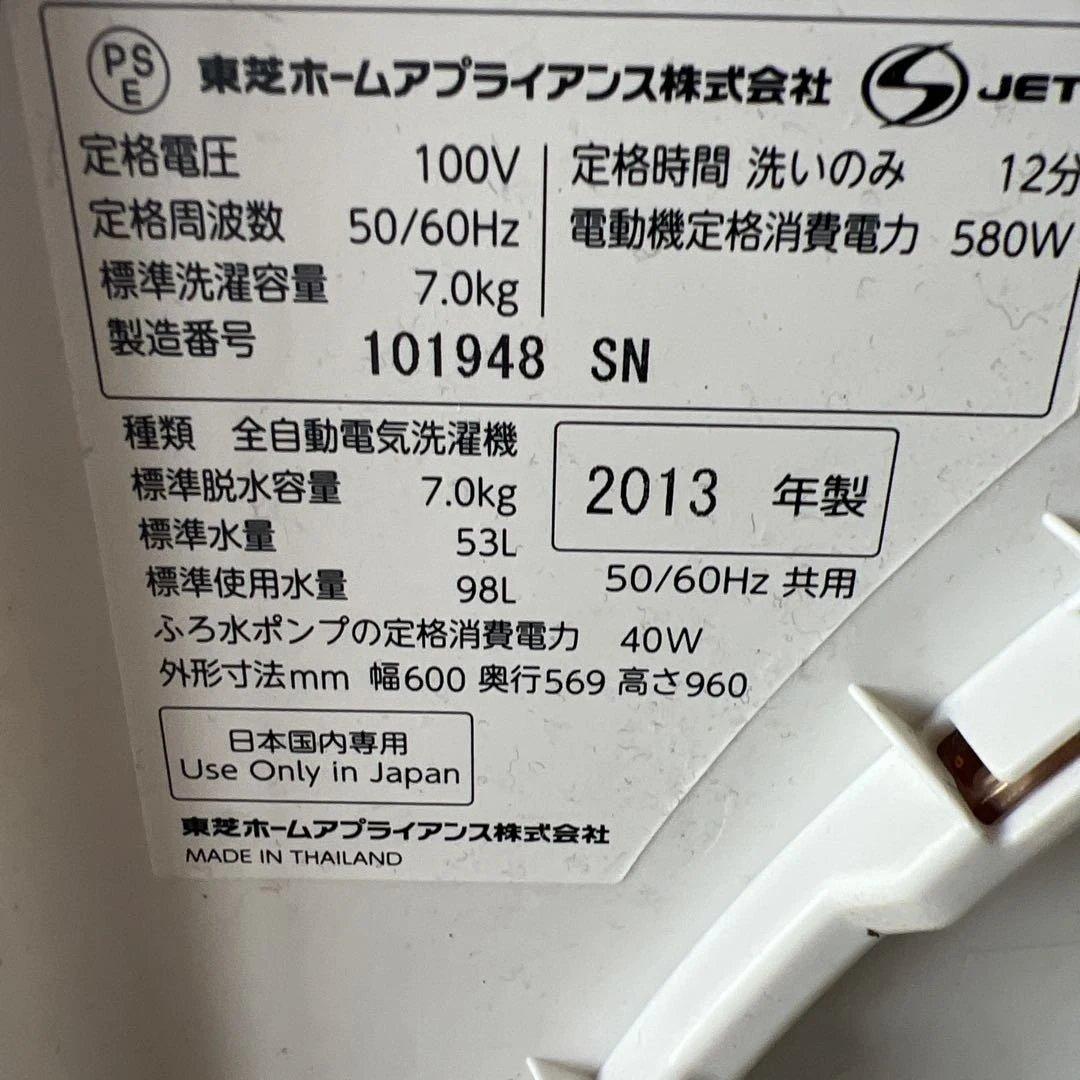 PSE 東芝ホームアプライアンス株式会社 S JET
定格電圧 100V 定格時間 洗いのみ 12分
定格周波数 50/60Hz 電動機定格消費電力 580W
標準洗濯容量 7.0kg
製造番号 101948 SN
種類 全自動電気洗濯機
標準脱水容量 7.0kg 2013 年製
標準水量 53L
標準使用水量 98L 50/60Hz 共用
ふろ水ポンプの定格消費電力 40W
外形寸法mm 幅600 奥行569 高さ960
日本国内専用
Use Only in Japan
東芝ホームアプライアンス株式会社
MADE IN THAILAND